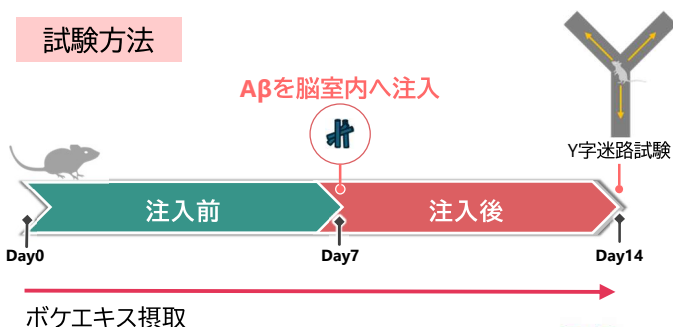 試験方法
Aβを脳室内へ注入
Y字迷路試験
注入前
注入後
Day0
Day7
Day14
ボケエキス摂取